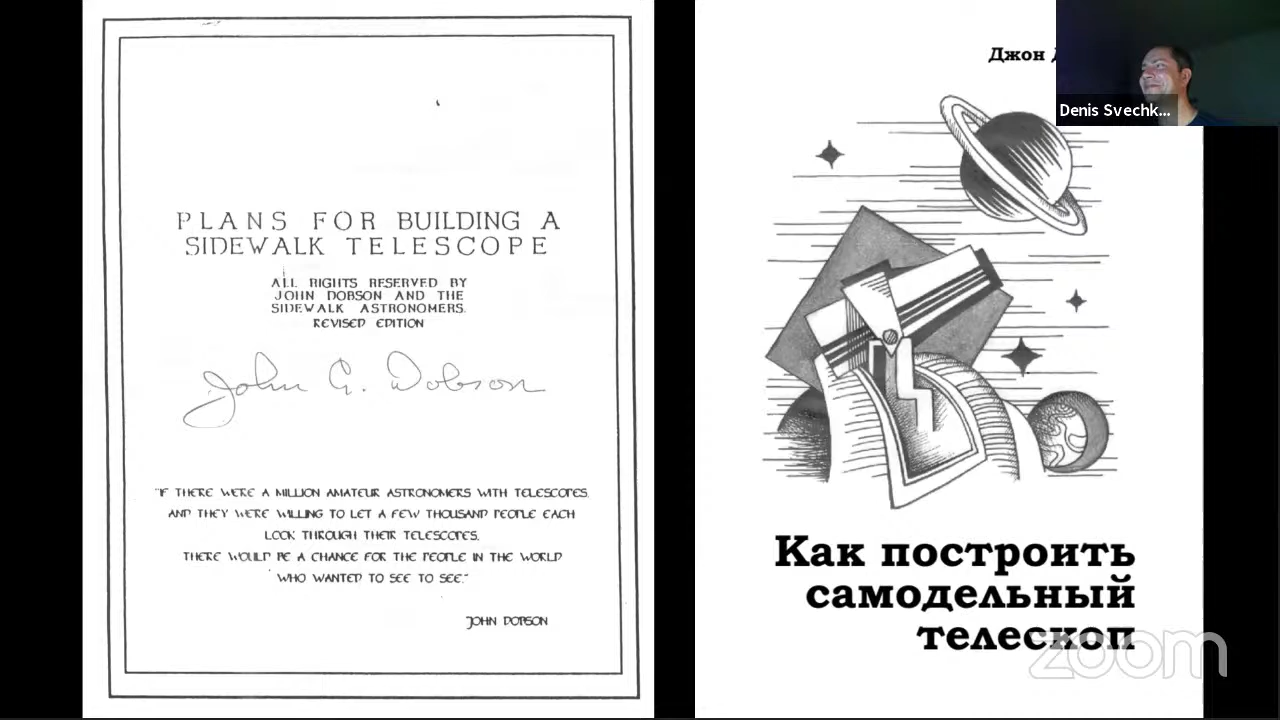 PLANS FOR BUILDING A
SIDEWALK TELESCOPE
ALL RIGHTS RESERVED BY
JOHN DOBSON AND THE
SIDEWALK ASTRONOMERS.
REVISED EDITION
John G. Dobson
"IF THERE WERE A MILLION AMATEUR ASTRONOMERS WITH TELESCOPES,
AND THEY WERE WILLING TO LET A FEW THOUSAND PEOPLE EACH
LOOK THROUGH THEIR TELESCOPES,
THERE WOULD BE A CHANCE FOR THE PEOPLE IN THE WORLD
WHO WANTED TO SEE TO SEE."
JOHN DOBSON
Джон
Denis Svechk...
Как построить
самодельный
телескоп
zoom